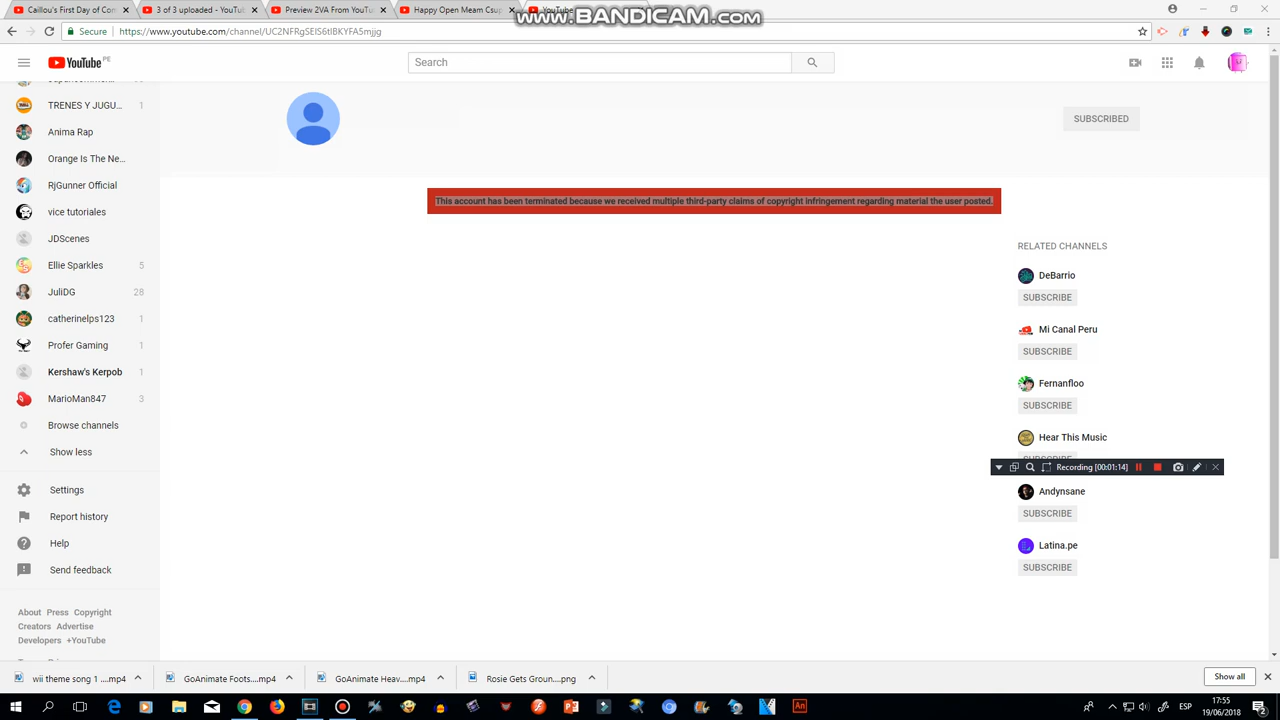 Caillou's First Day of Com
3 of 3 uploaded - YouTub
Preview 2VA From YouTu
Happy Open Meam Csup
YouTube
WWW.BANDICAM.COM
Secure
https://www.youtube.com/channel/UC2NFRgSElS6tIBKYFA5mjjg
YouTube PE
Search
TRENES Y JUGU... 1
Anima Rap
Orange Is The Ne...
RjGunner Official
vice tutoriales
JDScenes
Ellie Sparkles 5
JuliDG 28
catherinelps123 1
Profer Gaming 1
Kershaw's Kerpob 1
MarioMan847 3
Browse channels
Show less
Settings
Report history
Help
Send feedback
About Press Copyright
Creators Advertise
Developers +YouTube
SUBSCRIBED
This account has been terminated because we received multiple third-party claims of copyright infringement regarding material the user posted.
RELATED CHANNELS
DeBarrio
SUBSCRIBE
Mi Canal Peru
SUBSCRIBE
Fernanfloo
SUBSCRIBE
Hear This Music
SUBSCRIBE
Recording [00:01:14]
Andynsane
SUBSCRIBE
Latina.pe
SUBSCRIBE
wii theme song 1 ....mp4
GoAnimate Foots....mp4
GoAnimate Heav....mp4
Rosie Gets Groun....png
Show all
An
ESP
17:55
19/06/2018
2